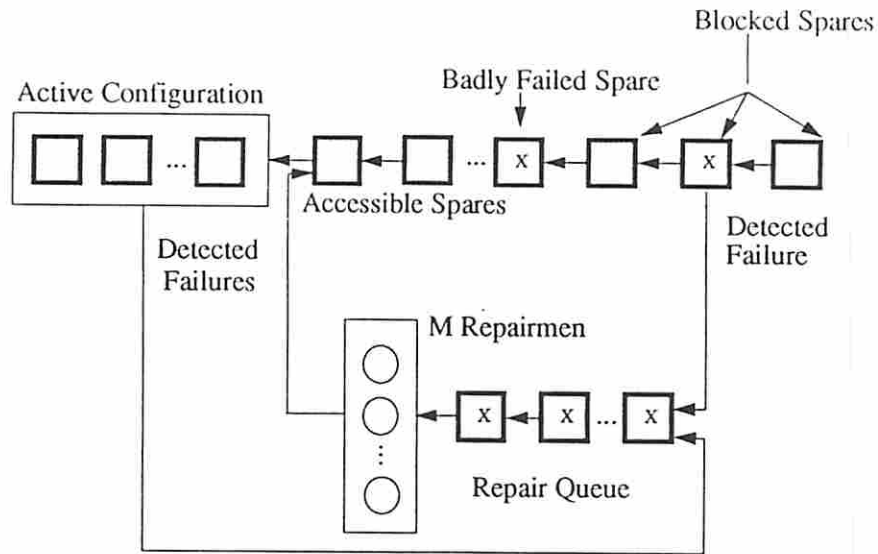 Blocked Spares
Badly Failed Spare
Active Configuration
...
... x x
Accessible Spares
Detected
Failures
Detected
Failure
M Repairmen
x x ... x
Repair Queue